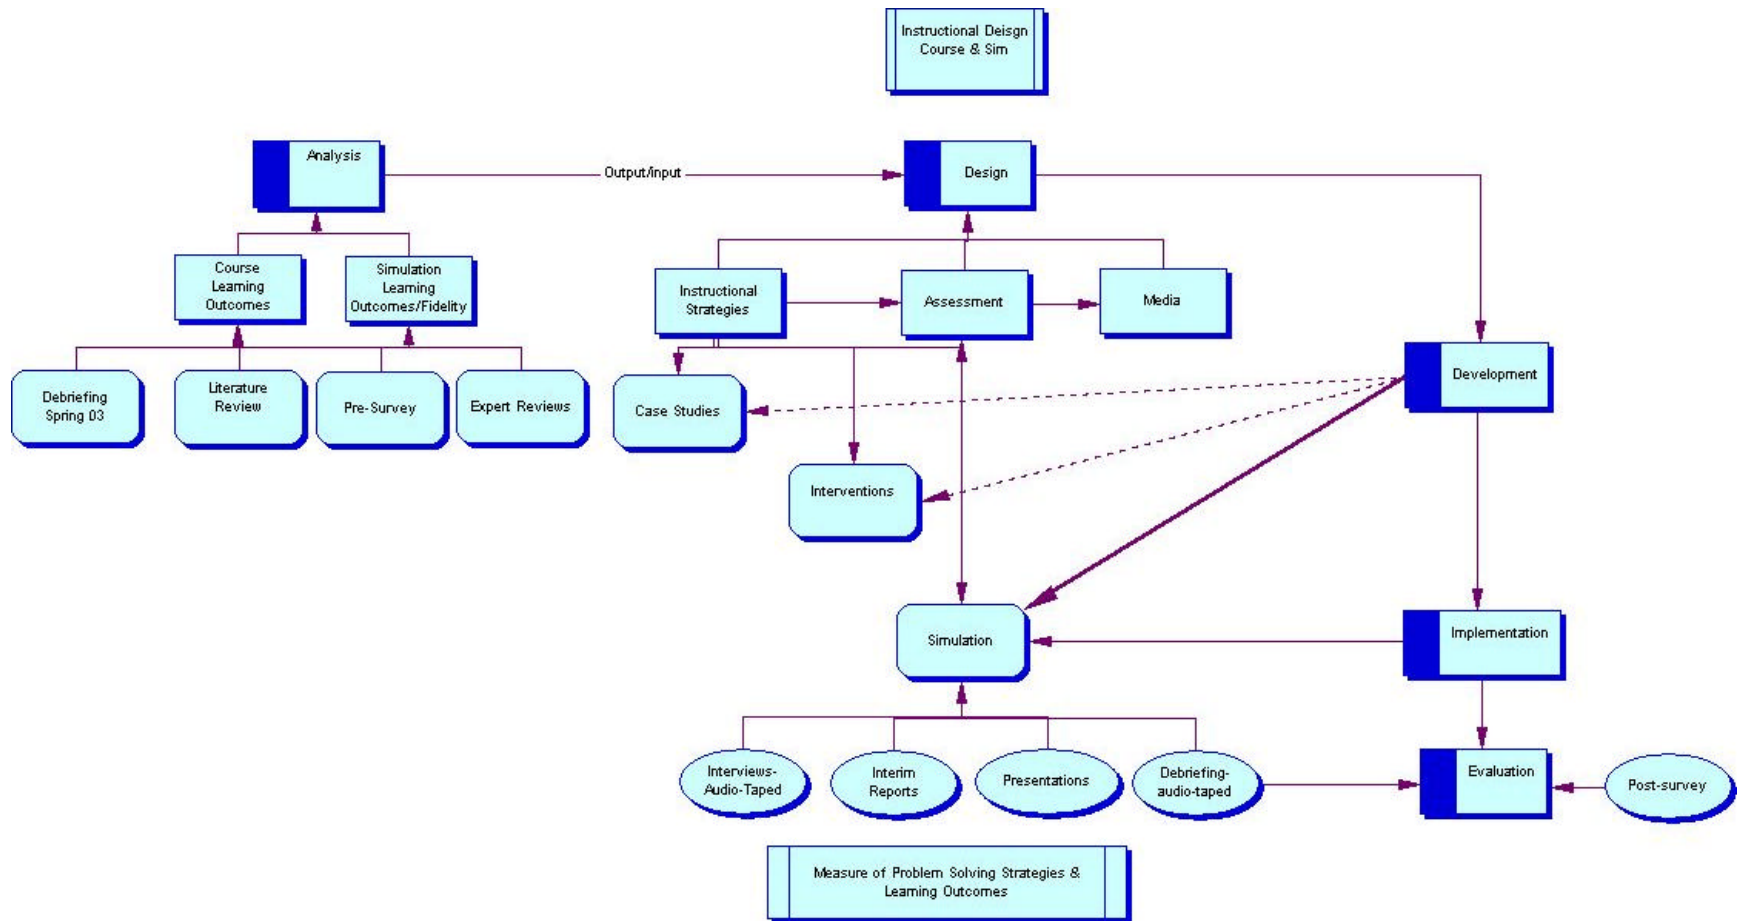 Instructional Deisgn
Course & Sim
Analysis
Output/input
Design
Course
Learning
Outcomes
Simulation
Learning
Outcomes/Fidelity
Instructional
Strategies
Assessment
Media
Debriefing
Spring 03
Literature
Review
Pre-Survey
Expert Reviews
Case Studies
Development
Interventions
Simulation
Implementation
Interviews-
Audio-Taped
Interim
Reports
Presentations
Debriefing-
audio-taped
Evaluation
Post-survey
Measure of Problem Solving Strategies &
Learning Outcomes